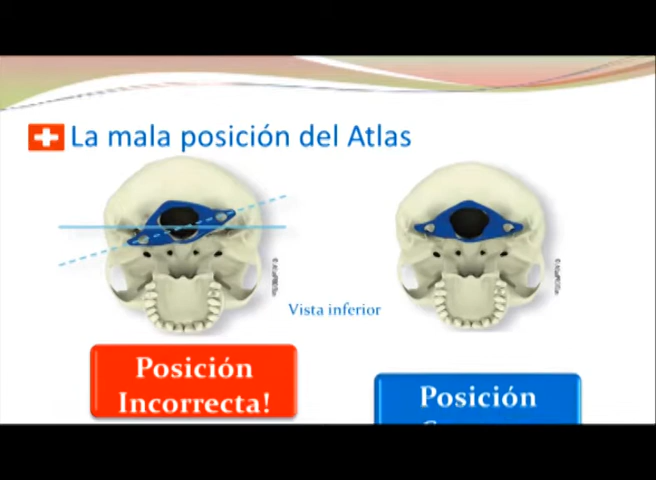 La mala posición del Atlas
Vista inferior
Posición
Incorrecta!
Posición